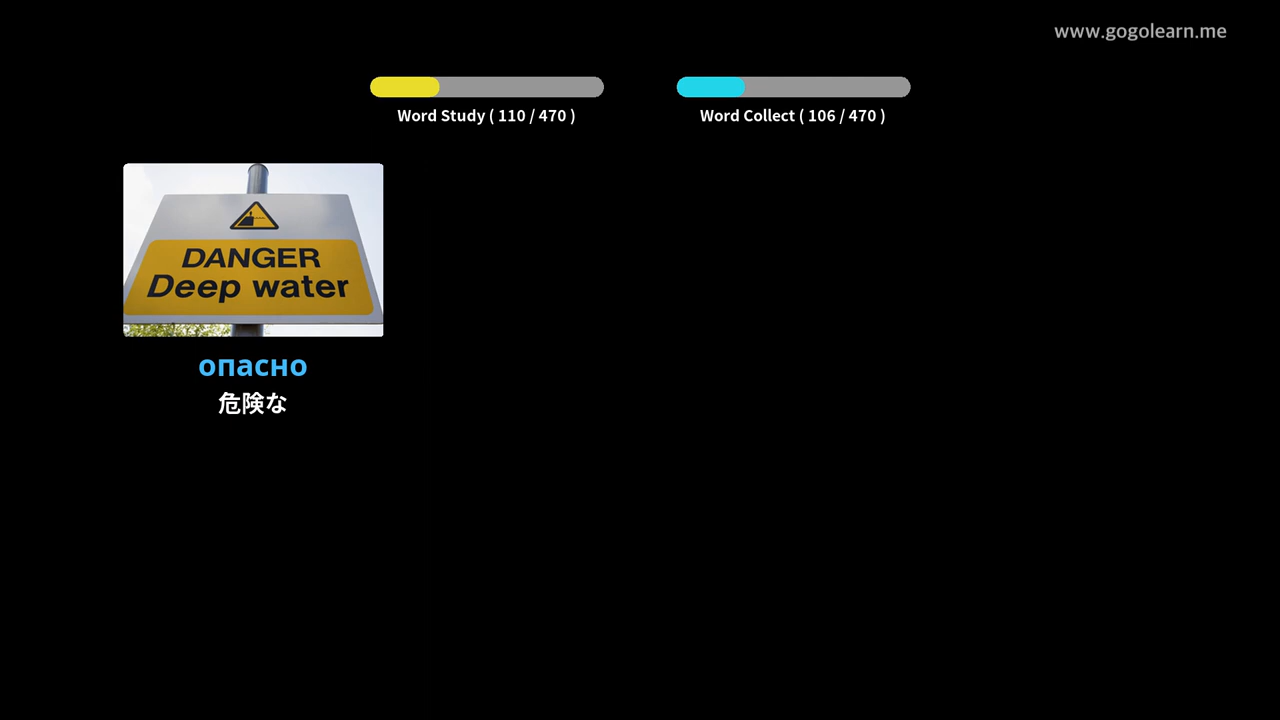 www.gogolearn.me
Word Study ( 110 / 470 )
Word Collect ( 106 / 470 )
DANGER
Deep water
опасно
危険な